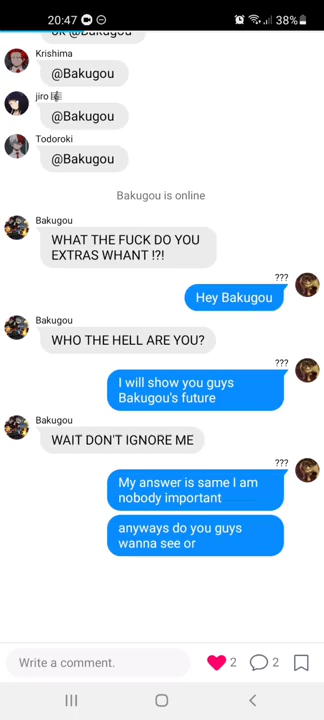 20:47
38%
ok @Bakugou
Krishima
@Bakugou
jiro
@Bakugou
Todoroki
@Bakugou
Bakugou is online
Bakugou
WHAT THE FUCK DO YOU
EXTRAS WHANT !?!
???
Hey Bakugou
Bakugou
WHO THE HELL ARE YOU?
???
I will show you guys
Bakugou's future
Bakugou
WAIT DON'T IGNORE ME
???
My answer is same I am
nobody important
anyways do you guys
wanna see or
Write a comment.
2
2